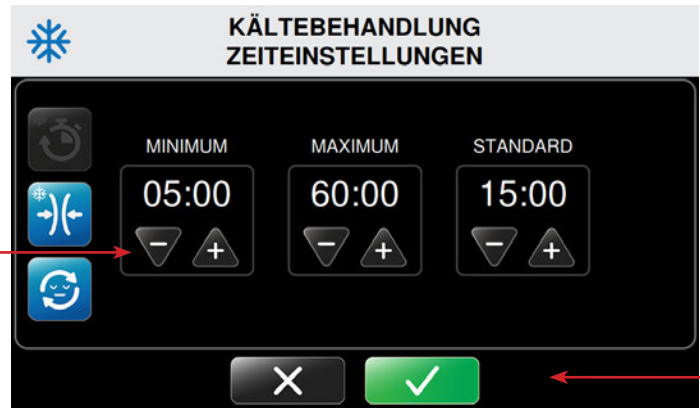 KÄLTEBEHANDLUNG
ZEITEINSTELLUNGEN
MINIMUM MAXIMUM STANDARD
05:00 60:00 15:00